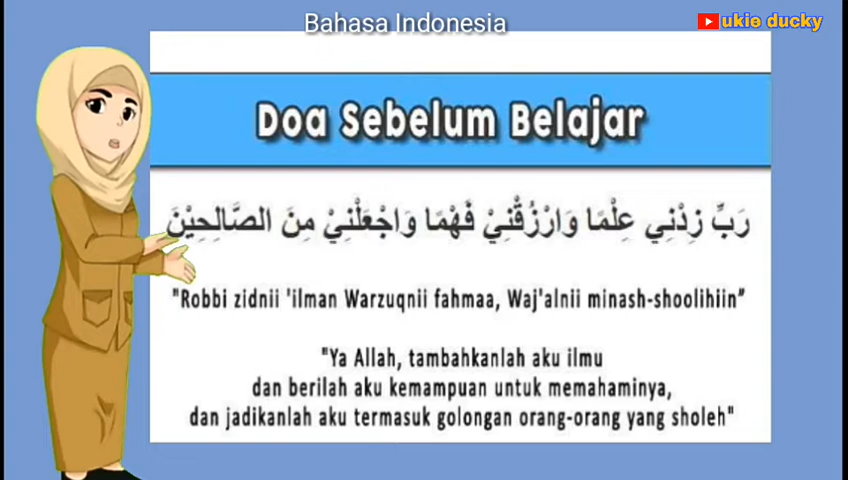 Bahasa Indonesia
ukie ducky
Doa Sebelum Belajar
رَبِّ زِدْنِي عِلْمًا وَارْزُقْنِيْ فَهْمًا وَاجْعَلْنِيْ مِنَ الصَّالِحِيْنَ
"Robbi zidnii 'ilman Warzuqnii fahmaa, Waj'alnii minash-shoolihiin"
"Ya Allah, tambahkanlah aku ilmu
dan berilah aku kemampuan untuk memahaminya,
dan jadikanlah aku termasuk golongan orang-orang yang sholeh"